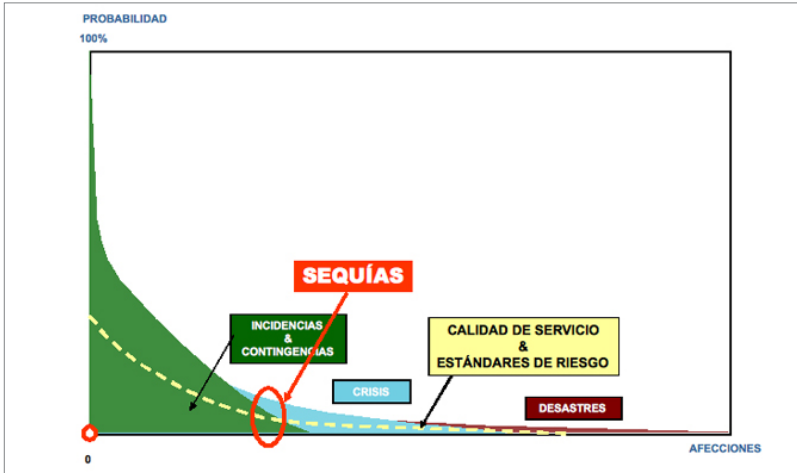 PROBABILIDAD
100%
SEQUÍAS
INCIDENCIAS
&
CONTINGENCIAS
CALIDAD DE SERVICIO
&
ESTÁNDARES DE RIESGO
CRISIS
DESASTRES
AFECCIONES
0